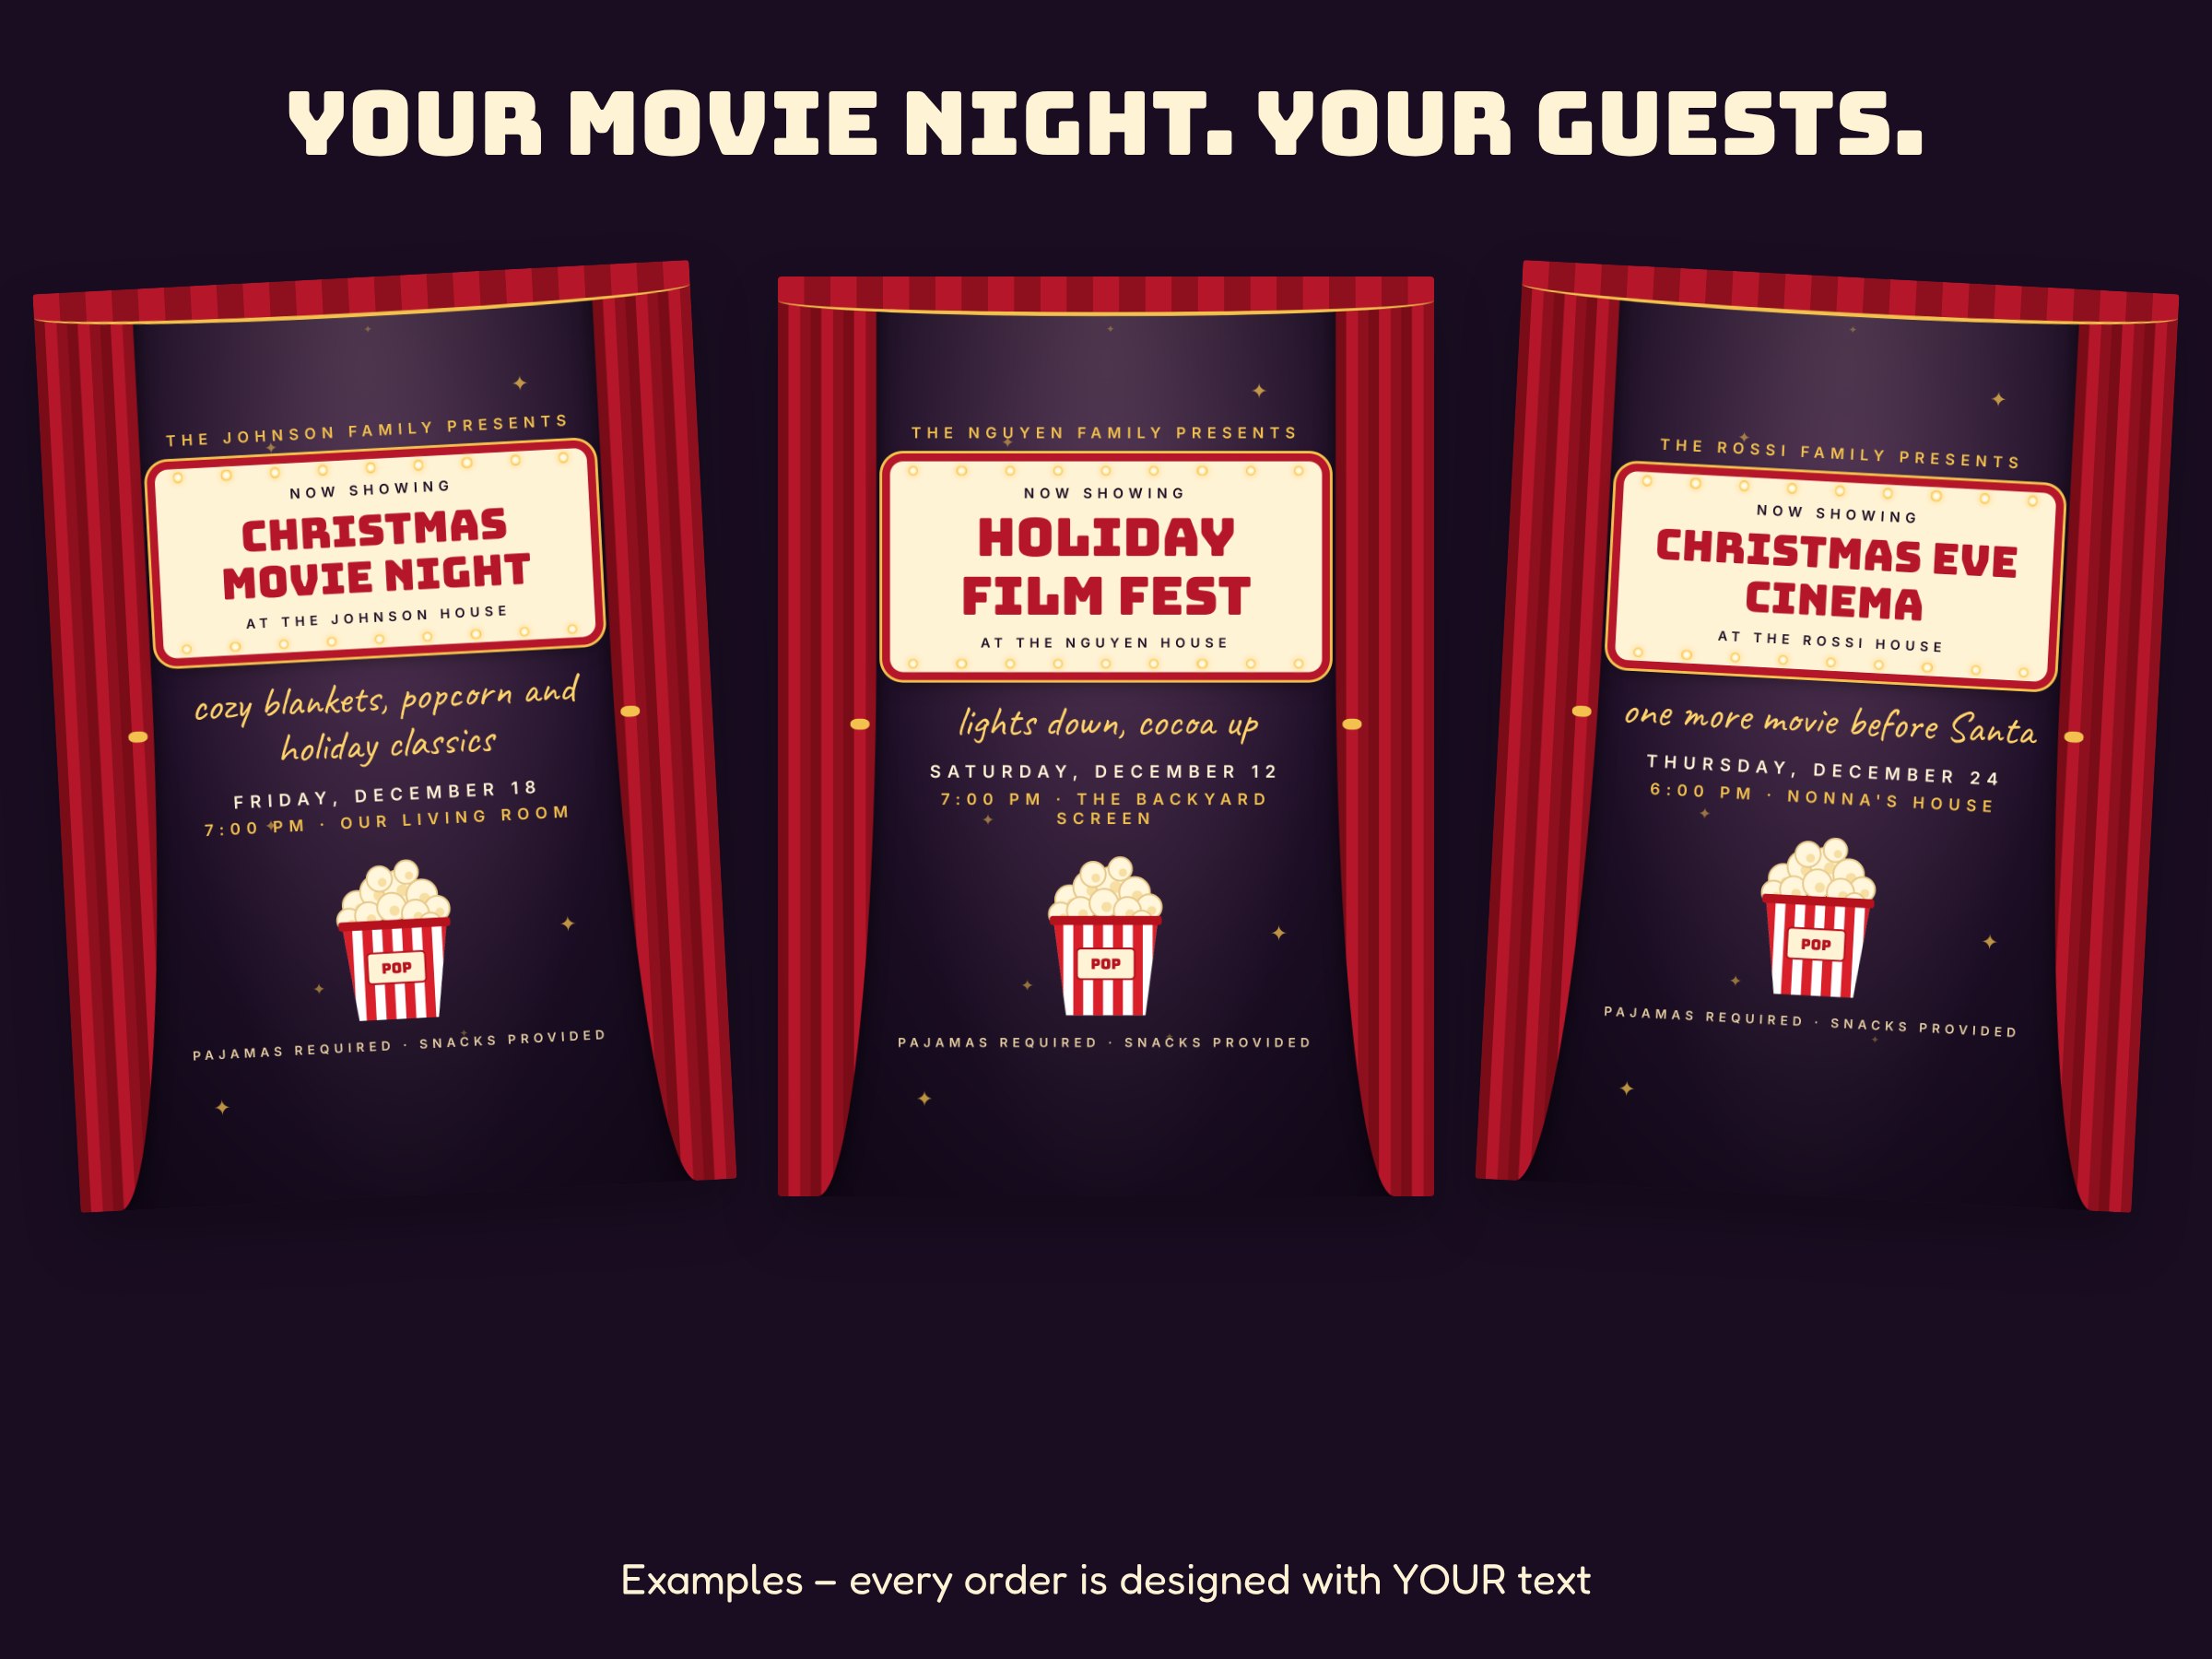 YOUR MOVIE NIGHT. YOUR GUESTS.
THE JOHNSON FAMILY PRESENTS
NOW SHOWING
CHRISTMAS
MOVIE NIGHT
AT THE JOHNSON HOUSE
cozy blankets, popcorn and
holiday classics
FRIDAY, DECEMBER 18
7:00 PM · OUR LIVING ROOM
POP
PAJAMAS REQUIRED · SNACKS PROVIDED
THE NGUYEN FAMILY PRESENTS
NOW SHOWING
HOLIDAY
FILM FEST
AT THE NGUYEN HOUSE
lights down, cocoa up
SATURDAY, DECEMBER 12
7:00 PM · THE BACKYARD
SCREEN
POP
PAJAMAS REQUIRED · SNACKS PROVIDED
THE ROSSI FAMILY PRESENTS
NOW SHOWING
CHRISTMAS EVE
CINEMA
AT THE ROSSI HOUSE
one more movie before Santa
THURSDAY, DECEMBER 24
6:00 PM · NONNA'S HOUSE
POP
PAJAMAS REQUIRED · SNACKS PROVIDED
Examples – every order is designed with YOUR text